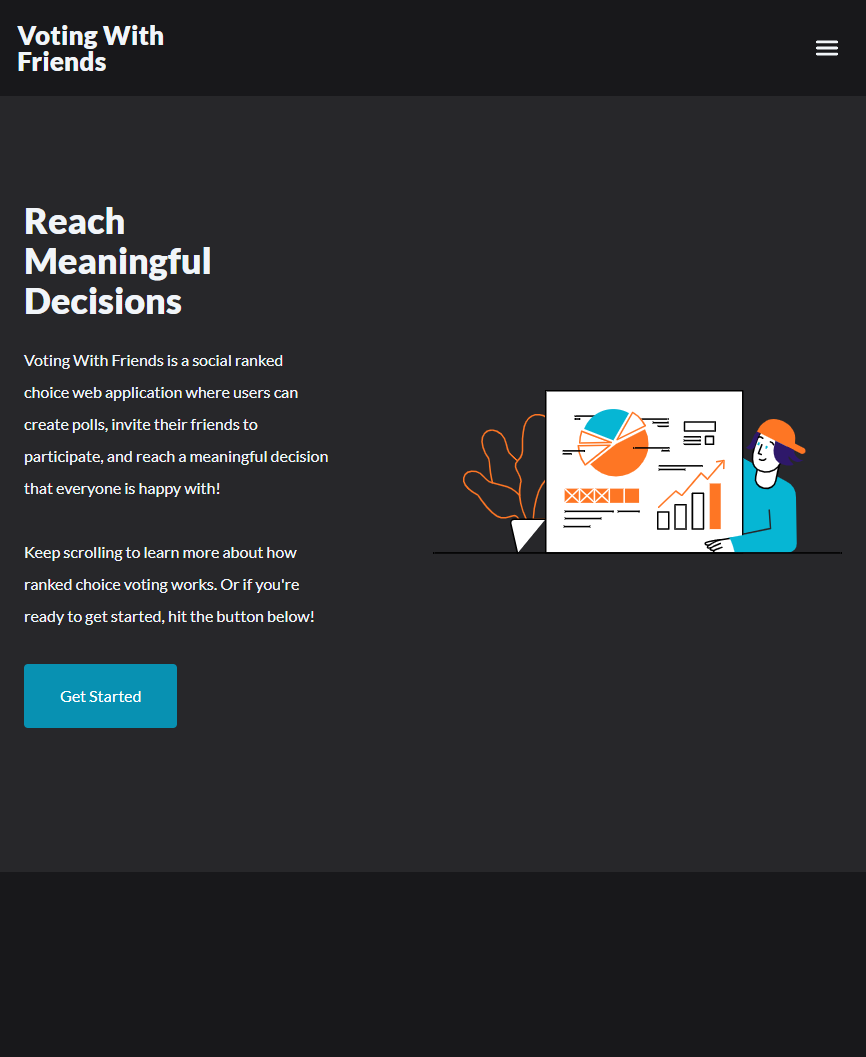 Voting With
Friends
Reach
Meaningful
Decisions
Voting With Friends is a social ranked
choice web application where users can
create polls, invite their friends to
participate, and reach a meaningful decision
that everyone is happy with!
Keep scrolling to learn more about how
ranked choice voting works. Or if you're
ready to get started, hit the button below!
Get Started